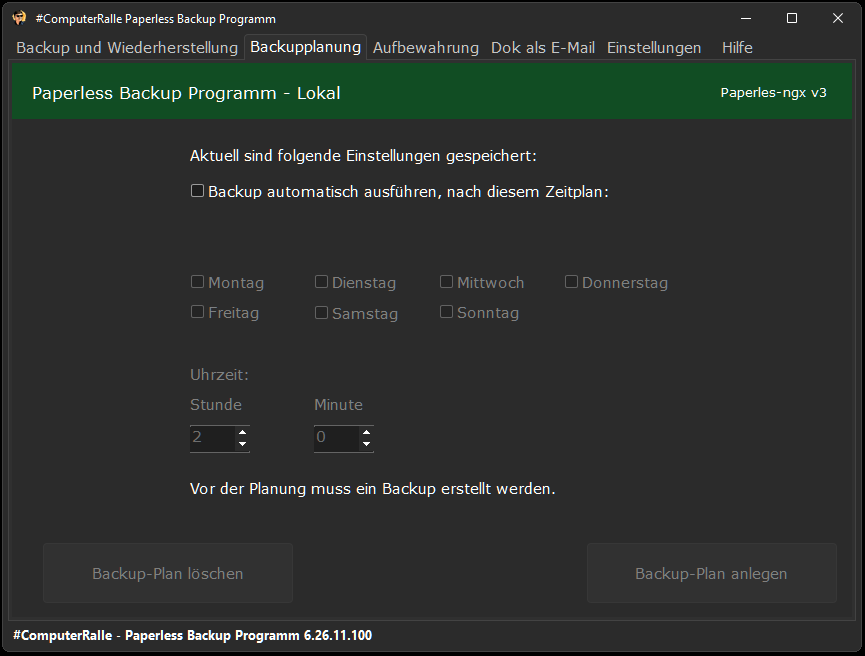 #ComputerRalle Paperless Backup Programm
Backup und Wiederherstellung Backupplanung Aufbewahrung Dok als E-Mail Einstellungen Hilfe
Paperless Backup Programm - Lokal Paperles-ngx v3
Aktuell sind folgende Einstellungen gespeichert:
Backup automatisch ausführen, nach diesem Zeitplan:
Montag Dienstag Mittwoch Donnerstag
Freitag Samstag Sonntag
Uhrzeit:
Stunde Minute
2 0
Vor der Planung muss ein Backup erstellt werden.
Backup-Plan löschen Backup-Plan anlegen
#ComputerRalle - Paperless Backup Programm 6.26.11.100